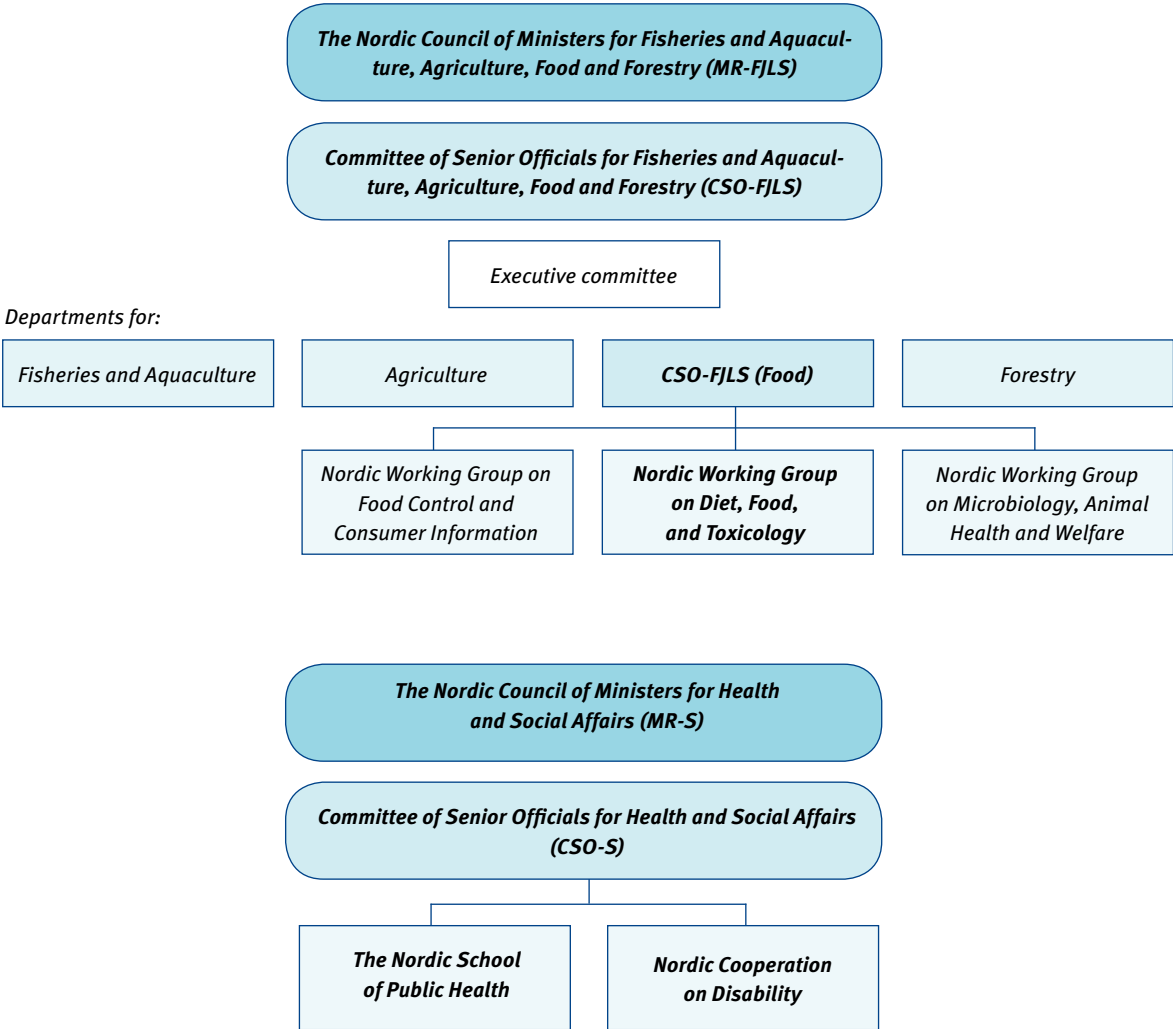 The Nordic Council of Ministers for Fisheries and Aquacul-
ture, Agriculture, Food and Forestry (MR-FJLS)
Committee of Senior Officials for Fisheries and Aquacul-
ture, Agriculture, Food and Forestry (CSO-FJLS)
Executive committee
Departments for:
Fisheries and Aquaculture
Agriculture
CSO-FJLS (Food)
Forestry
Nordic Working Group on
Food Control and
Consumer Information
Nordic Working Group
on Diet, Food,
and Toxicology
Nordic Working Group
on Microbiology, Animal
Health and Welfare
The Nordic Council of Ministers for Health
and Social Affairs (MR-S)
Committee of Senior Officials for Health and Social Affairs
(CSO-S)
The Nordic School
of Public Health
Nordic Cooperation
on Disability